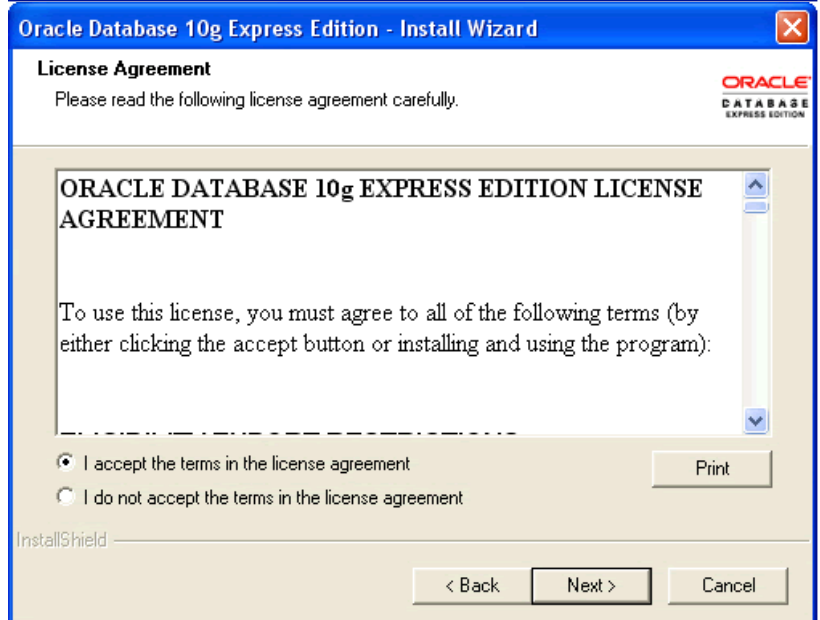 Oracle Database 10g Express Edition - Install Wizard
License Agreement
Please read the following license agreement carefully.
ORACLE
DATABASE
EXPRESS EDITION
ORACLE DATABASE 10g EXPRESS EDITION LICENSE
AGREEMENT
To use this license, you must agree to all of the following terms (by
either clicking the accept button or installing and using the program):
I accept the terms in the license agreement
Print
I do not accept the terms in the license agreement
InstallShield
< Back
Next >
Cancel